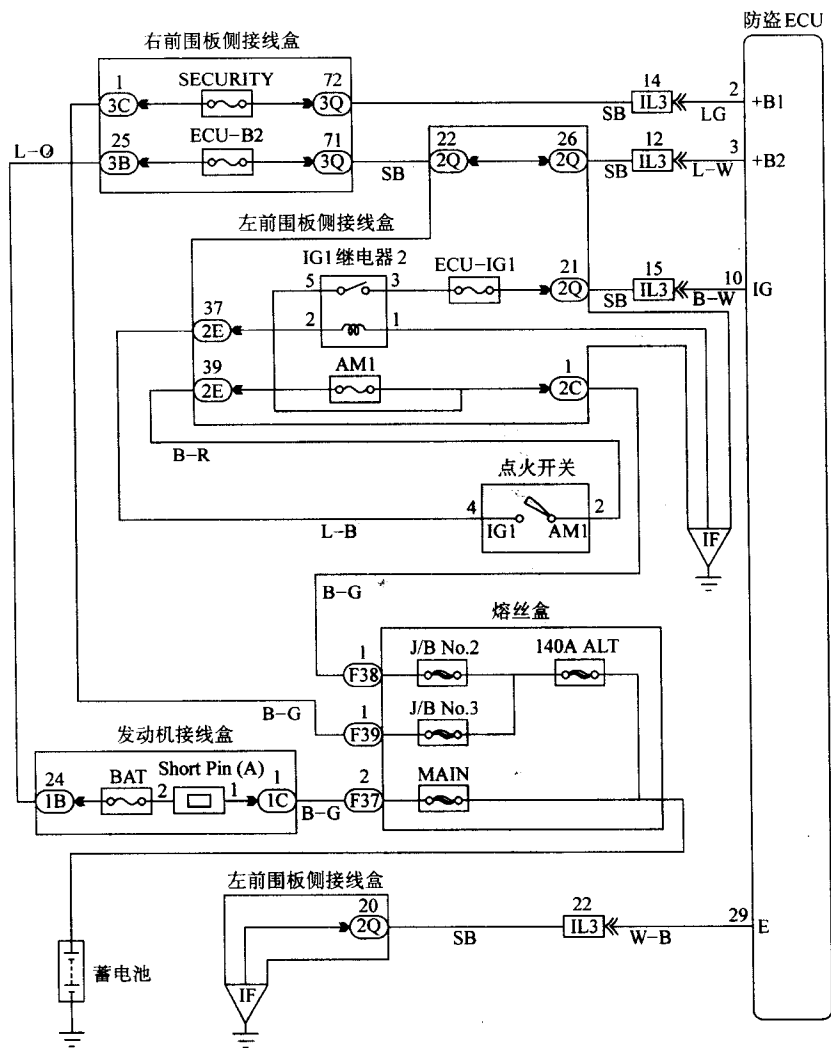 防盗ECU
右前围板侧接线盒
1 SECURITY 72 14 2
3C 3Q IL3 +B1
SB LG
25 ECU-B2 71 22 26 12 3
L-O 3B 3Q 2Q 2Q IL3 +B2
SB SB L-W
左前围板侧接线盒
IG1继电器2
5 3 ECU-IG1 21 15 10
2Q IL3 IG
SB B-W
37 2 1
2E
39 AM1 1
2E 2C
B-R
点火开关
4 2
IG1 AM1
L-B
IF
B-G
熔丝盒
1 J/B No.2 140A ALT
F38
1 J/B No.3
B-G F39
发动机接线盒
24 BAT 2 Short Pin (A) 1 1 2 MAIN
1B 1C F37
B-G
左前围板侧接线盒
20 22 29
2Q IL3 E
SB W-B
IF
蓄电池